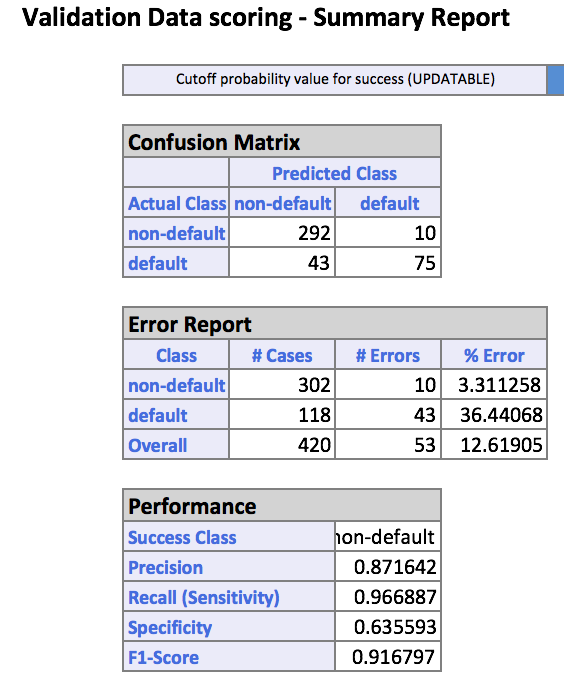 Validation Data scoring - Summary Report
Cutoff probability value for success (UPDATABLE)
Confusion Matrix
Predicted Class
Actual Class non-default default
non-default 292 10
default 43 75
Error Report
Class # Cases # Errors % Error
non-default 302 10 3.311258
default 118 43 36.44068
Overall 420 53 12.61905
Performance
Success Class non-default
Precision 0.871642
Recall (Sensitivity) 0.966887
Specificity 0.635593
F1-Score 0.916797